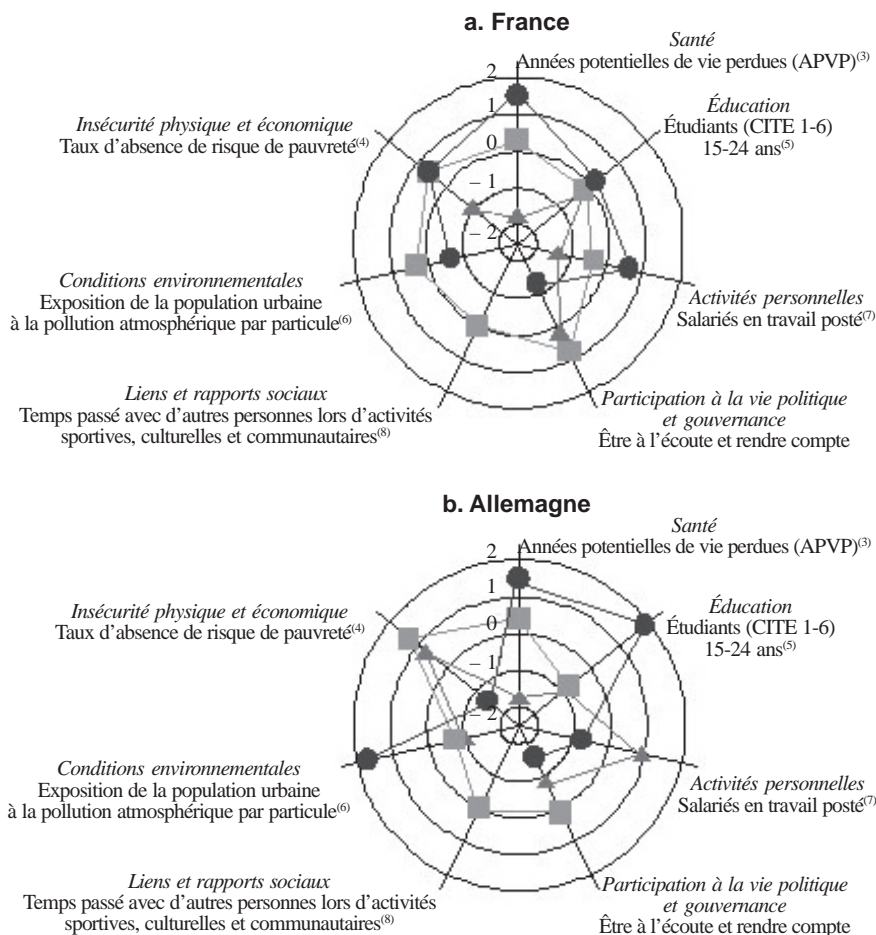 a. France
Santé
Années potentielles de vie perdues (APVP)(3)
2
1
0
– 1
– 2
Éducation
Étudiants (CITE 1-6)
15-24 ans(5)
Insécurité physique et économique
Taux d'absence de risque de pauvreté(4)
Conditions environnementales
Exposition de la population urbaine
à la pollution atmosphérique par particule(6)
Activités personnelles
Salariés en travail posté(7)
Liens et rapports sociaux
Temps passé avec d'autres personnes lors d'activités
sportives, culturelles et communautaires(8)
Participation à la vie politique
et gouvernance
Être à l'écoute et rendre compte
b. Allemagne
Santé
Années potentielles de vie perdues (APVP)(3)
2
1
0
– 1
– 2
Éducation
Étudiants (CITE 1-6)
15-24 ans(5)
Insécurité physique et économique
Taux d'absence de risque de pauvreté(4)
Conditions environnementales
Exposition de la population urbaine
à la pollution atmosphérique par particule(6)
Activités personnelles
Salariés en travail posté(7)
Liens et rapports sociaux
Temps passé avec d'autres personnes lors d'activités
sportives, culturelles et communautaires(8)
Participation à la vie politique
et gouvernance
Être à l'écoute et rendre compte